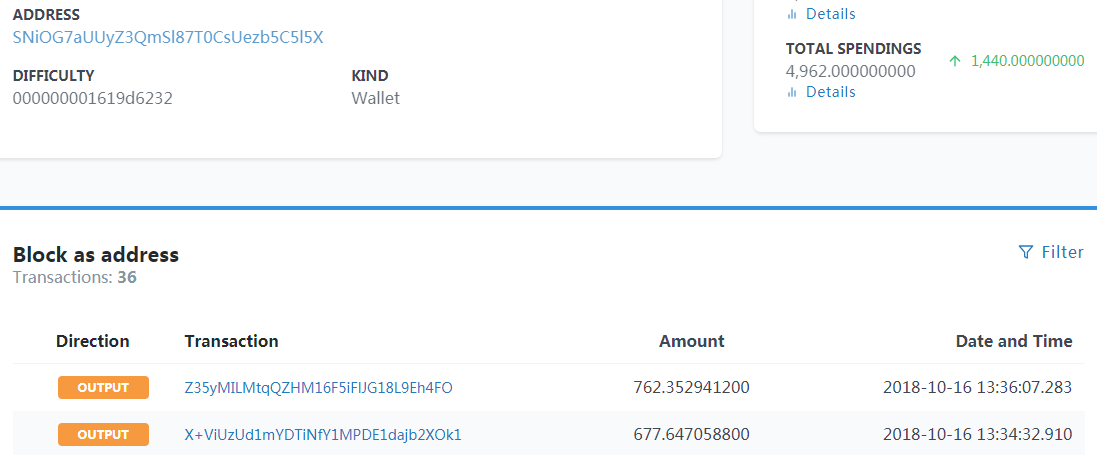 ADDRESS
SNiOG7aUUyZ3QmSl87T0CsUezb5C5l5X
DIFFICULTY
000000001619d6232
KIND
Wallet
Details
TOTAL SPENDINGS
4,962.000000000
1,440.000000000
Details
Block as address
Transactions: 36
Filter
Direction Transaction Amount Date and Time
OUTPUT Z35yMILMtqQZHM16F5iFIJG18L9Eh4FO 762.352941200 2018-10-16 13:36:07.283
OUTPUT X+ViUzUd1mYDTiNfY1MPDE1dajb2XOk1 677.647058800 2018-10-16 13:34:32.910